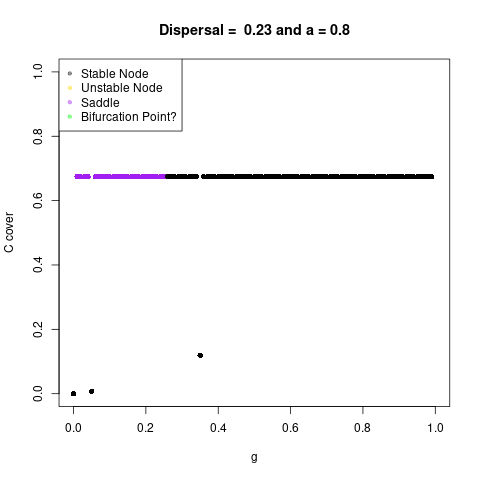 Dispersal =  0.23 and a = 0.8
Stable Node
Unstable Node
Saddle
Bifurcation Point?
C cover
1.0
0.8
0.6
0.4
0.2
0.0
0.0 0.2 0.4 0.6 0.8 1.0
g